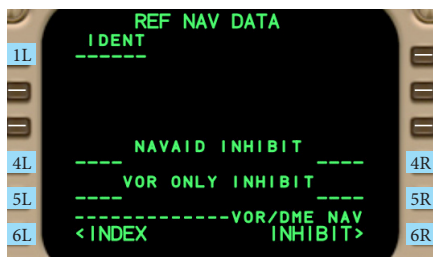 REF NAV DATA
IDENT
1L ------
NAVAID INHIBIT
4L ---- ---- 4R
VOR ONLY INHIBIT
5L ---- ---- 5R
-------------VOR/DME NAV
6L <INDEX INHIBIT> 6R